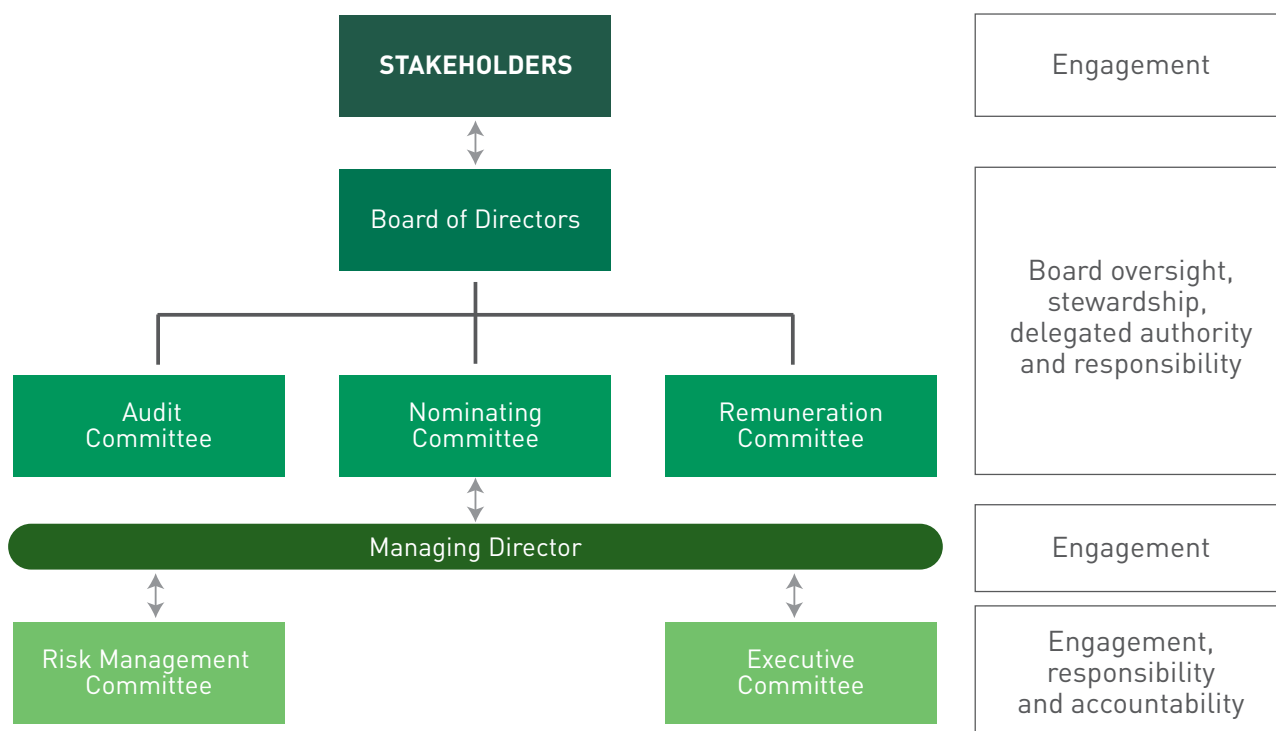 STAKEHOLDERS
Engagement
Board of Directors
Board oversight,
stewardship,
delegated authority
and responsibility
Audit
Committee
Nominating
Committee
Remuneration
Committee
Managing Director
Engagement
Risk Management
Committee
Executive
Committee
Engagement,
responsibility
and accountability